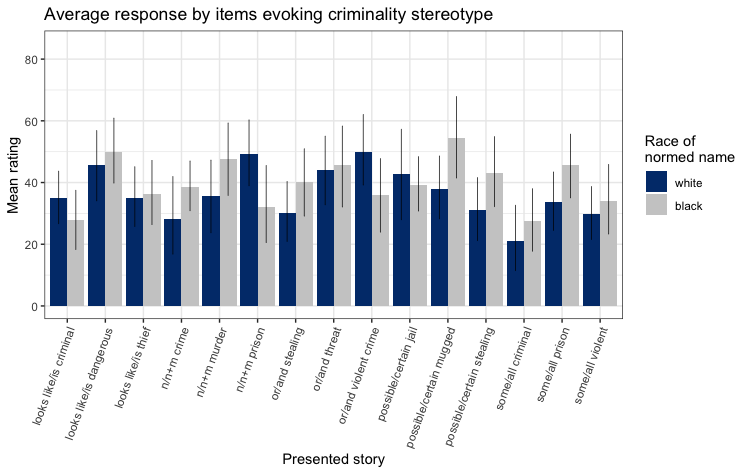 Average response by items evoking criminality stereotype
80
60
40
20
0
Mean rating
looks like/is criminal
looks like/is dangerous
looks like/is thief
n/n+m crime
n/n+m murder
n/n+m prison
or/and stealing
or/and threat
or/and violent crime
possible/certain jail
possible/certain mugged
possible/certain stealing
some/all criminal
some/all prison
some/all violent
Presented story
Race of
normed name
white
black